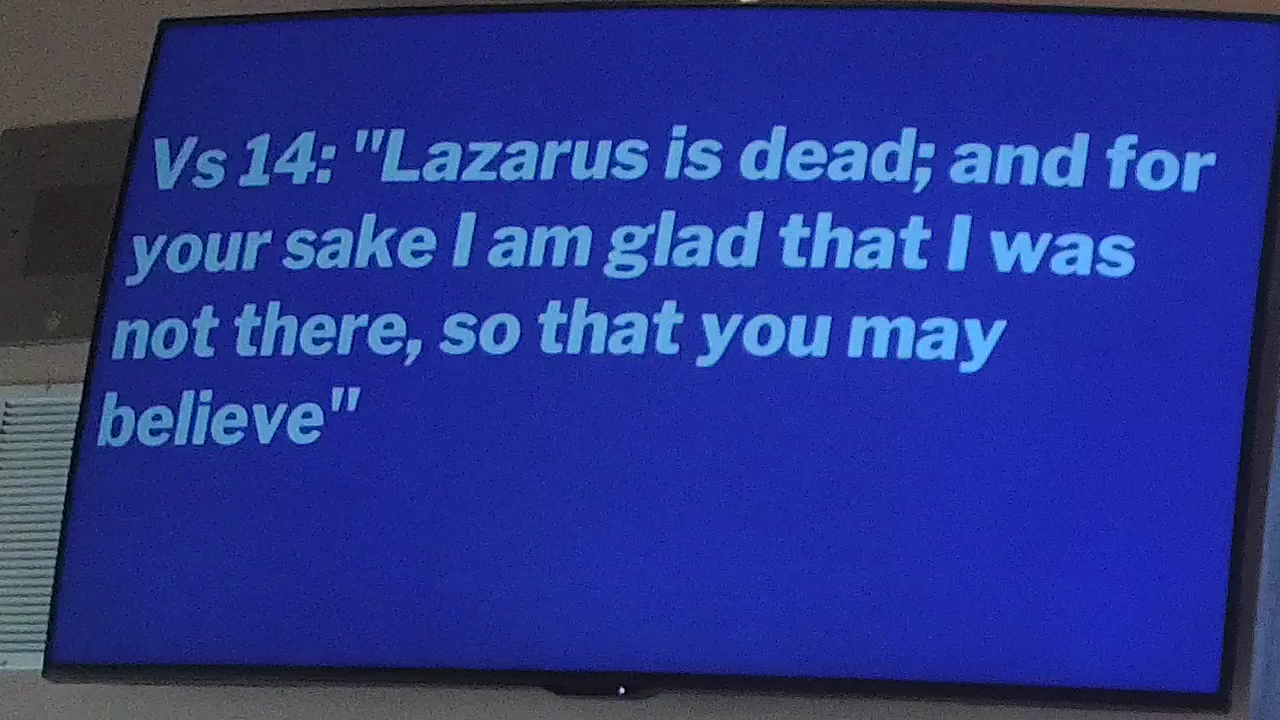 Vs 14: "Lazarus is dead; and for
your sake I am glad that I was
not there, so that you may
believe"